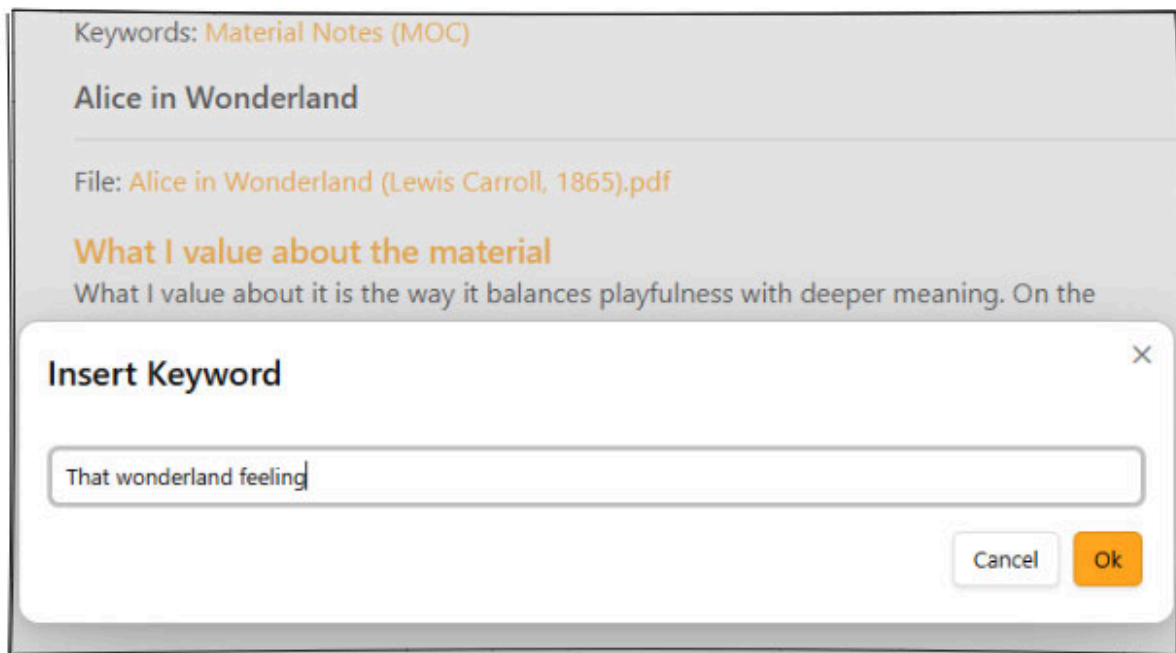 Keywords: Material Notes (MOC)
Alice in Wonderland
File: Alice in Wonderland (Lewis Carroll, 1865).pdf
What I value about the material
What I value about it is the way it balances playfulness with deeper meaning. On the
Insert Keyword
That wonderland feeling
Cancel Ok